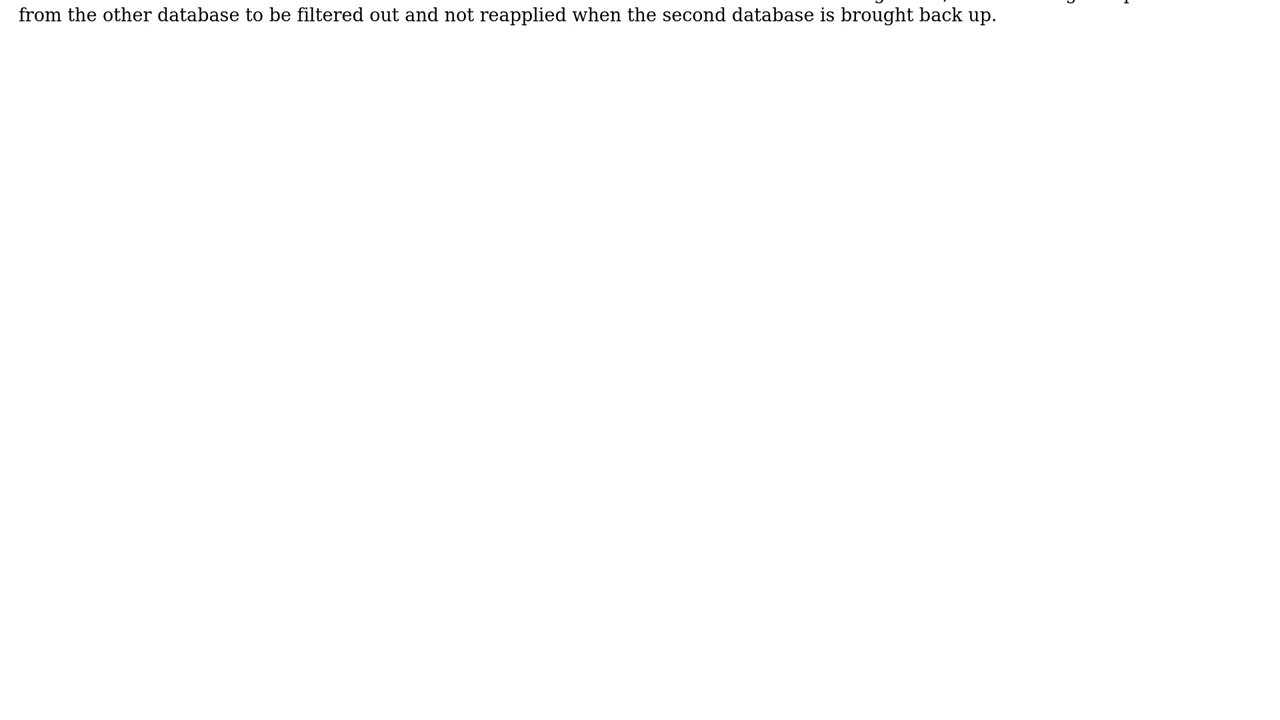 from the other database to be filtered out and not reapplied when the second database is brought back up.